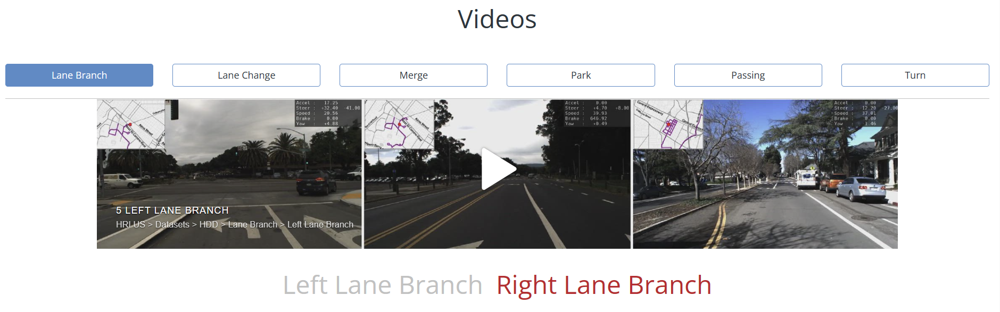 Videos
Lane Branch
Lane Change
Merge
Park
Passing
Turn
Accel : 17.25
Steer : +32.40 -41.00
Speed : 20.56
Brake : 0.00
Yaw : +4.88
Alma Street
West El Camino Real
5 LEFT LANE BRANCH
HRI US > Datasets > HDD > Lane Branch > Left Lane Branch
Accel : 0.00
Steer : +4.70 +8.00
Speed : 39.93
Brake : 646.92
Yaw : +0.49
Alma Street
West El Camino Real
Accel : 0.00
Steer : -12.20 -27.00
Speed : 37.01
Brake : 0.00
Yaw : -1.46
Central Expressway
Left Lane Branch Right Lane Branch